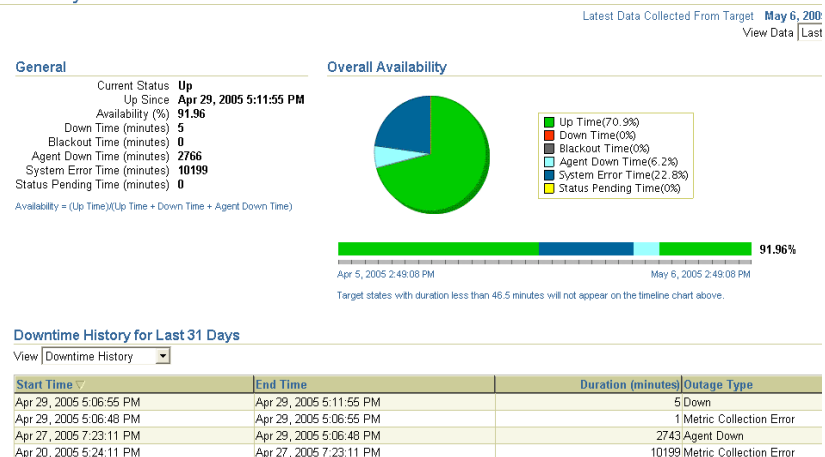 Latest Data Collected From Target May 6, 2005
View Data Last
General
Current Status Up
Up Since Apr 29, 2005 5:11:55 PM
Availability (%) 91.96
Down Time (minutes) 5
Blackout Time (minutes) 0
Agent Down Time (minutes) 2766
System Error Time (minutes) 10199
Status Pending Time (minutes) 0
Availability = (Up Time)/(Up Time + Down Time + Agent Down Time)
Overall Availability
Up Time(70.9%)
Down Time(0%)
Blackout Time(0%)
Agent Down Time(6.2%)
System Error Time(22.8%)
Status Pending Time(0%)
91.96%
Apr 5, 2005 2:49:08 PM May 6, 2005 2:49:08 PM
Target states with duration less than 46.5 minutes will not appear on the timeline chart above.
Downtime History for Last 31 Days
View Downtime History
Start Time End Time Duration (minutes) Outage Type
Apr 29, 2005 5:06:55 PM Apr 29, 2005 5:11:55 PM 5 Down
Apr 29, 2005 5:06:48 PM Apr 29, 2005 5:06:55 PM 1 Metric Collection Error
Apr 27, 2005 7:23:11 PM Apr 29, 2005 5:06:48 PM 2743 Agent Down
Apr 20, 2005 5:24:11 PM Apr 27, 2005 7:23:11 PM 10199 Metric Collection Error